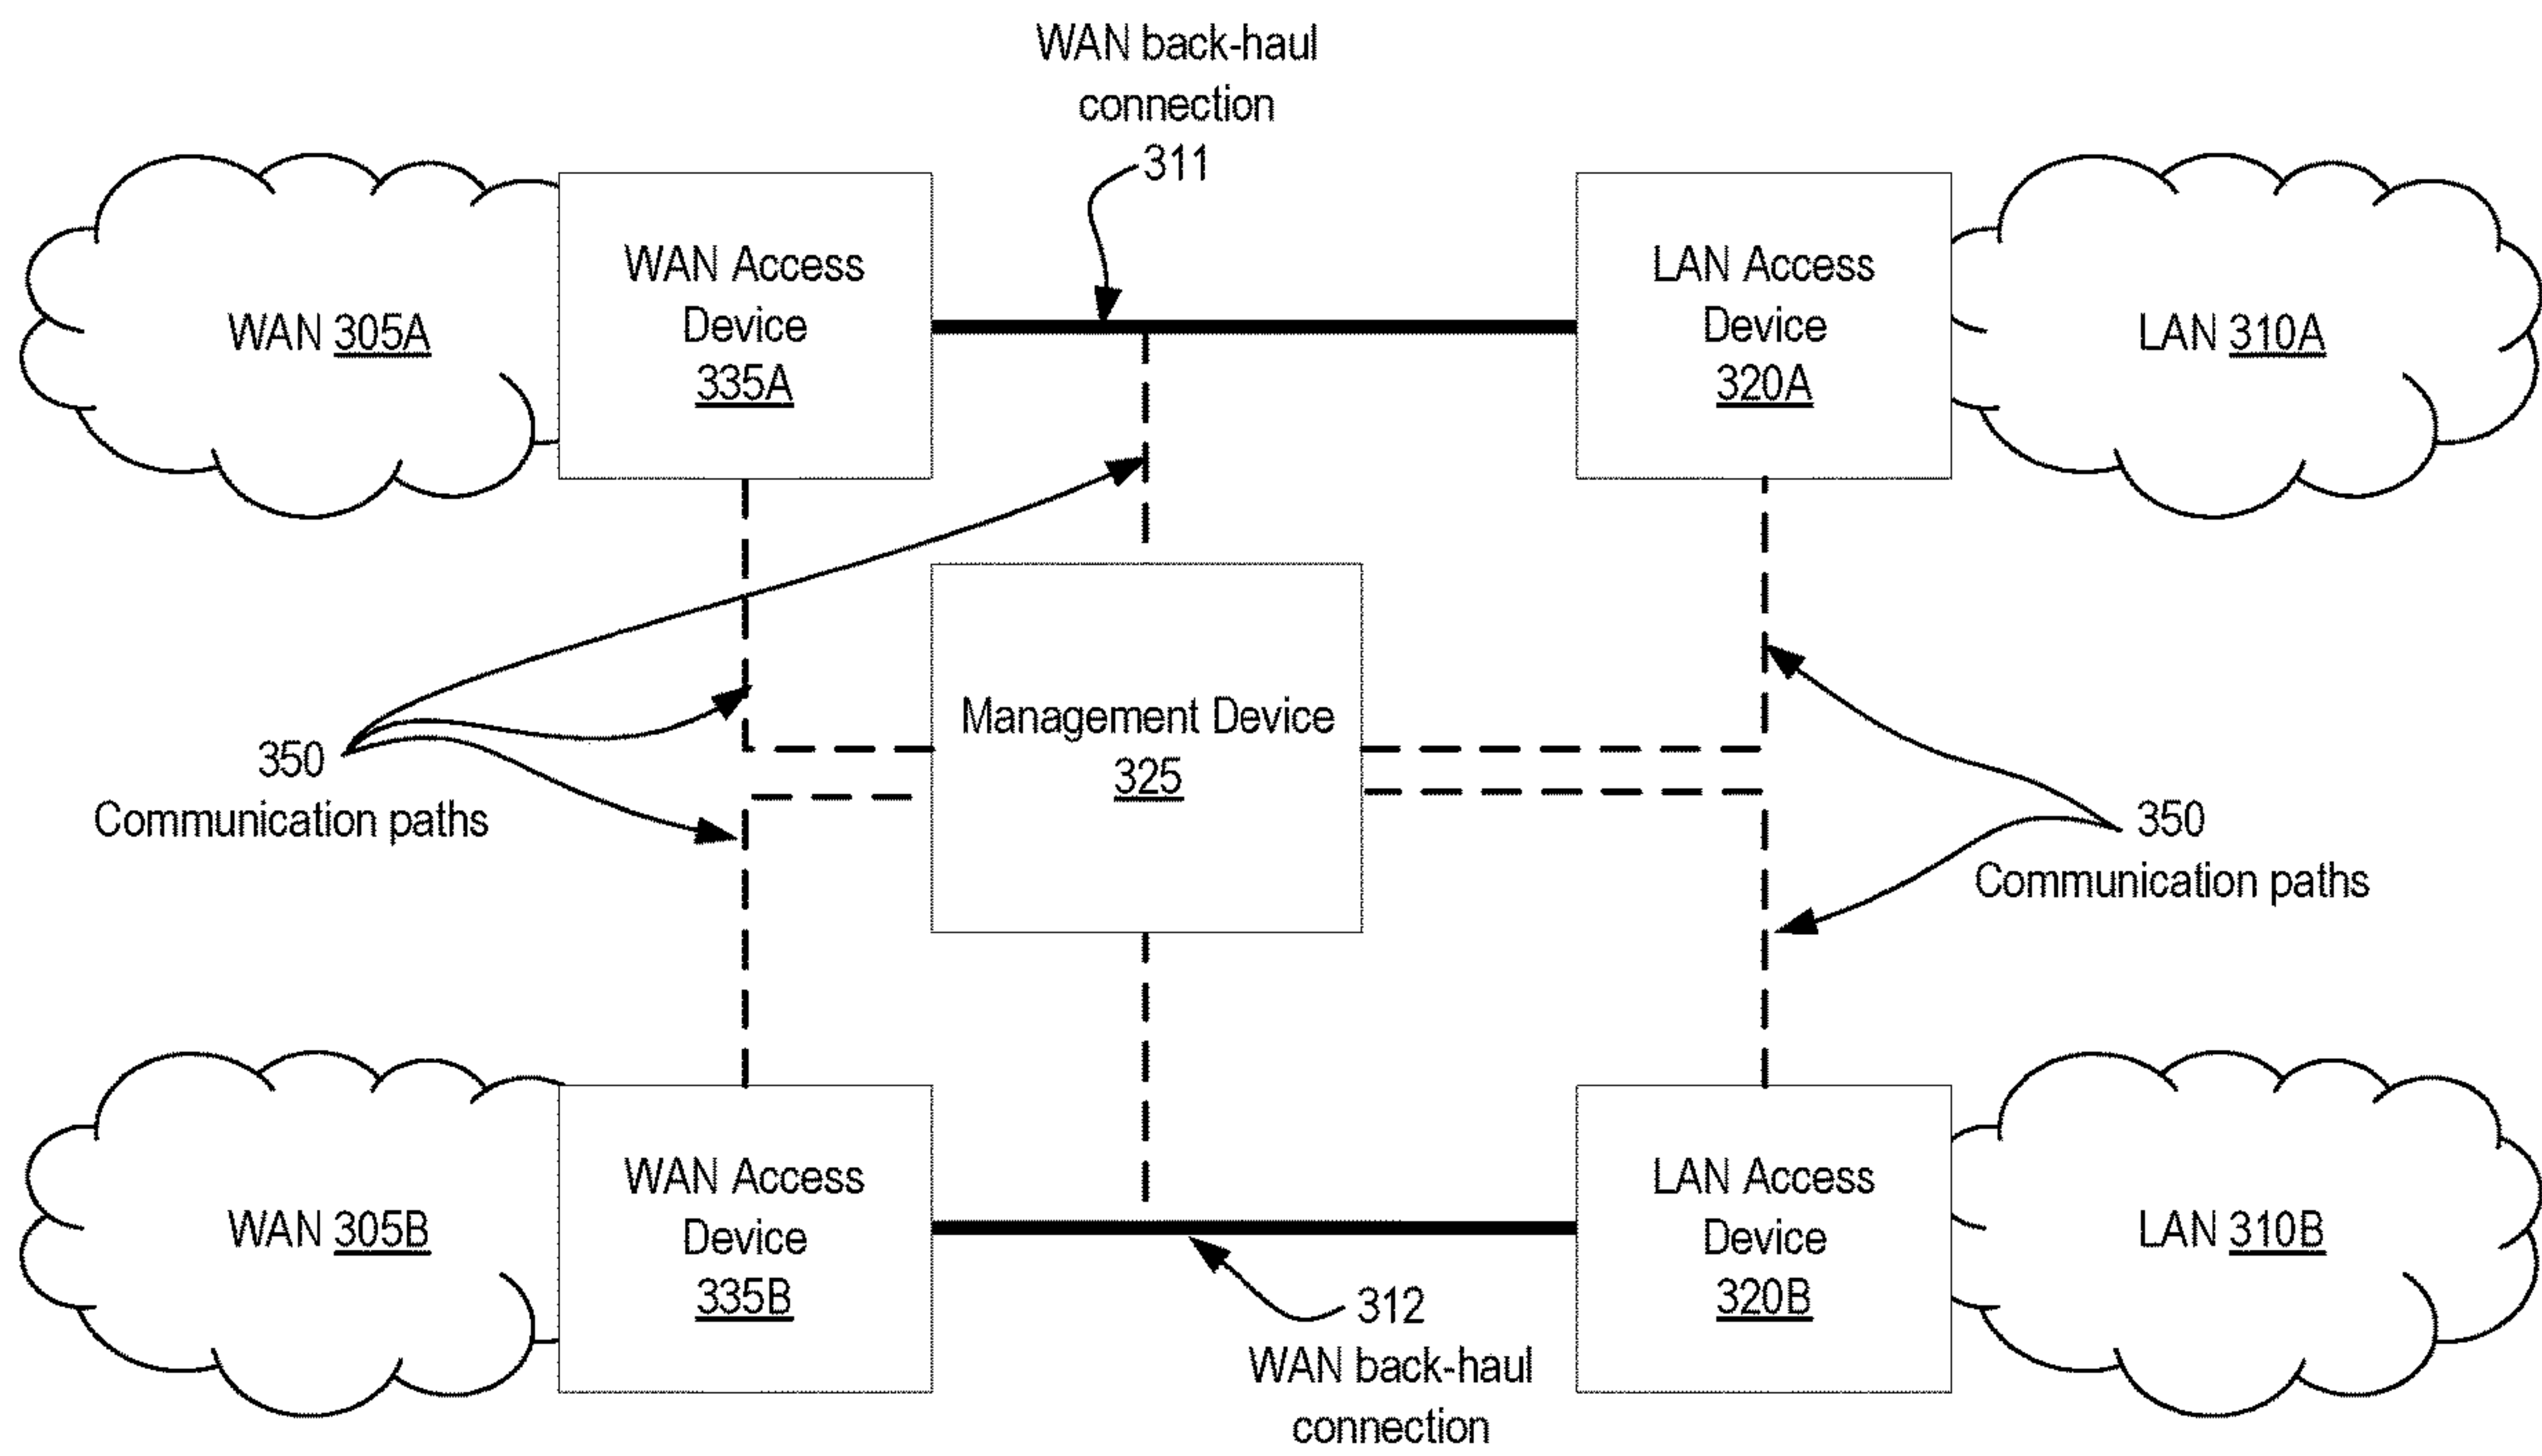 WAN back-haul
connection
311
WAN 305A
WAN Access
Device
335A
LAN Access
Device
320A
LAN 310A
Management Device
325
350
Communication paths
350
Communication paths
WAN 305B
WAN Access
Device
335B
LAN Access
Device
320B
LAN 310B
312
WAN back-haul
connection